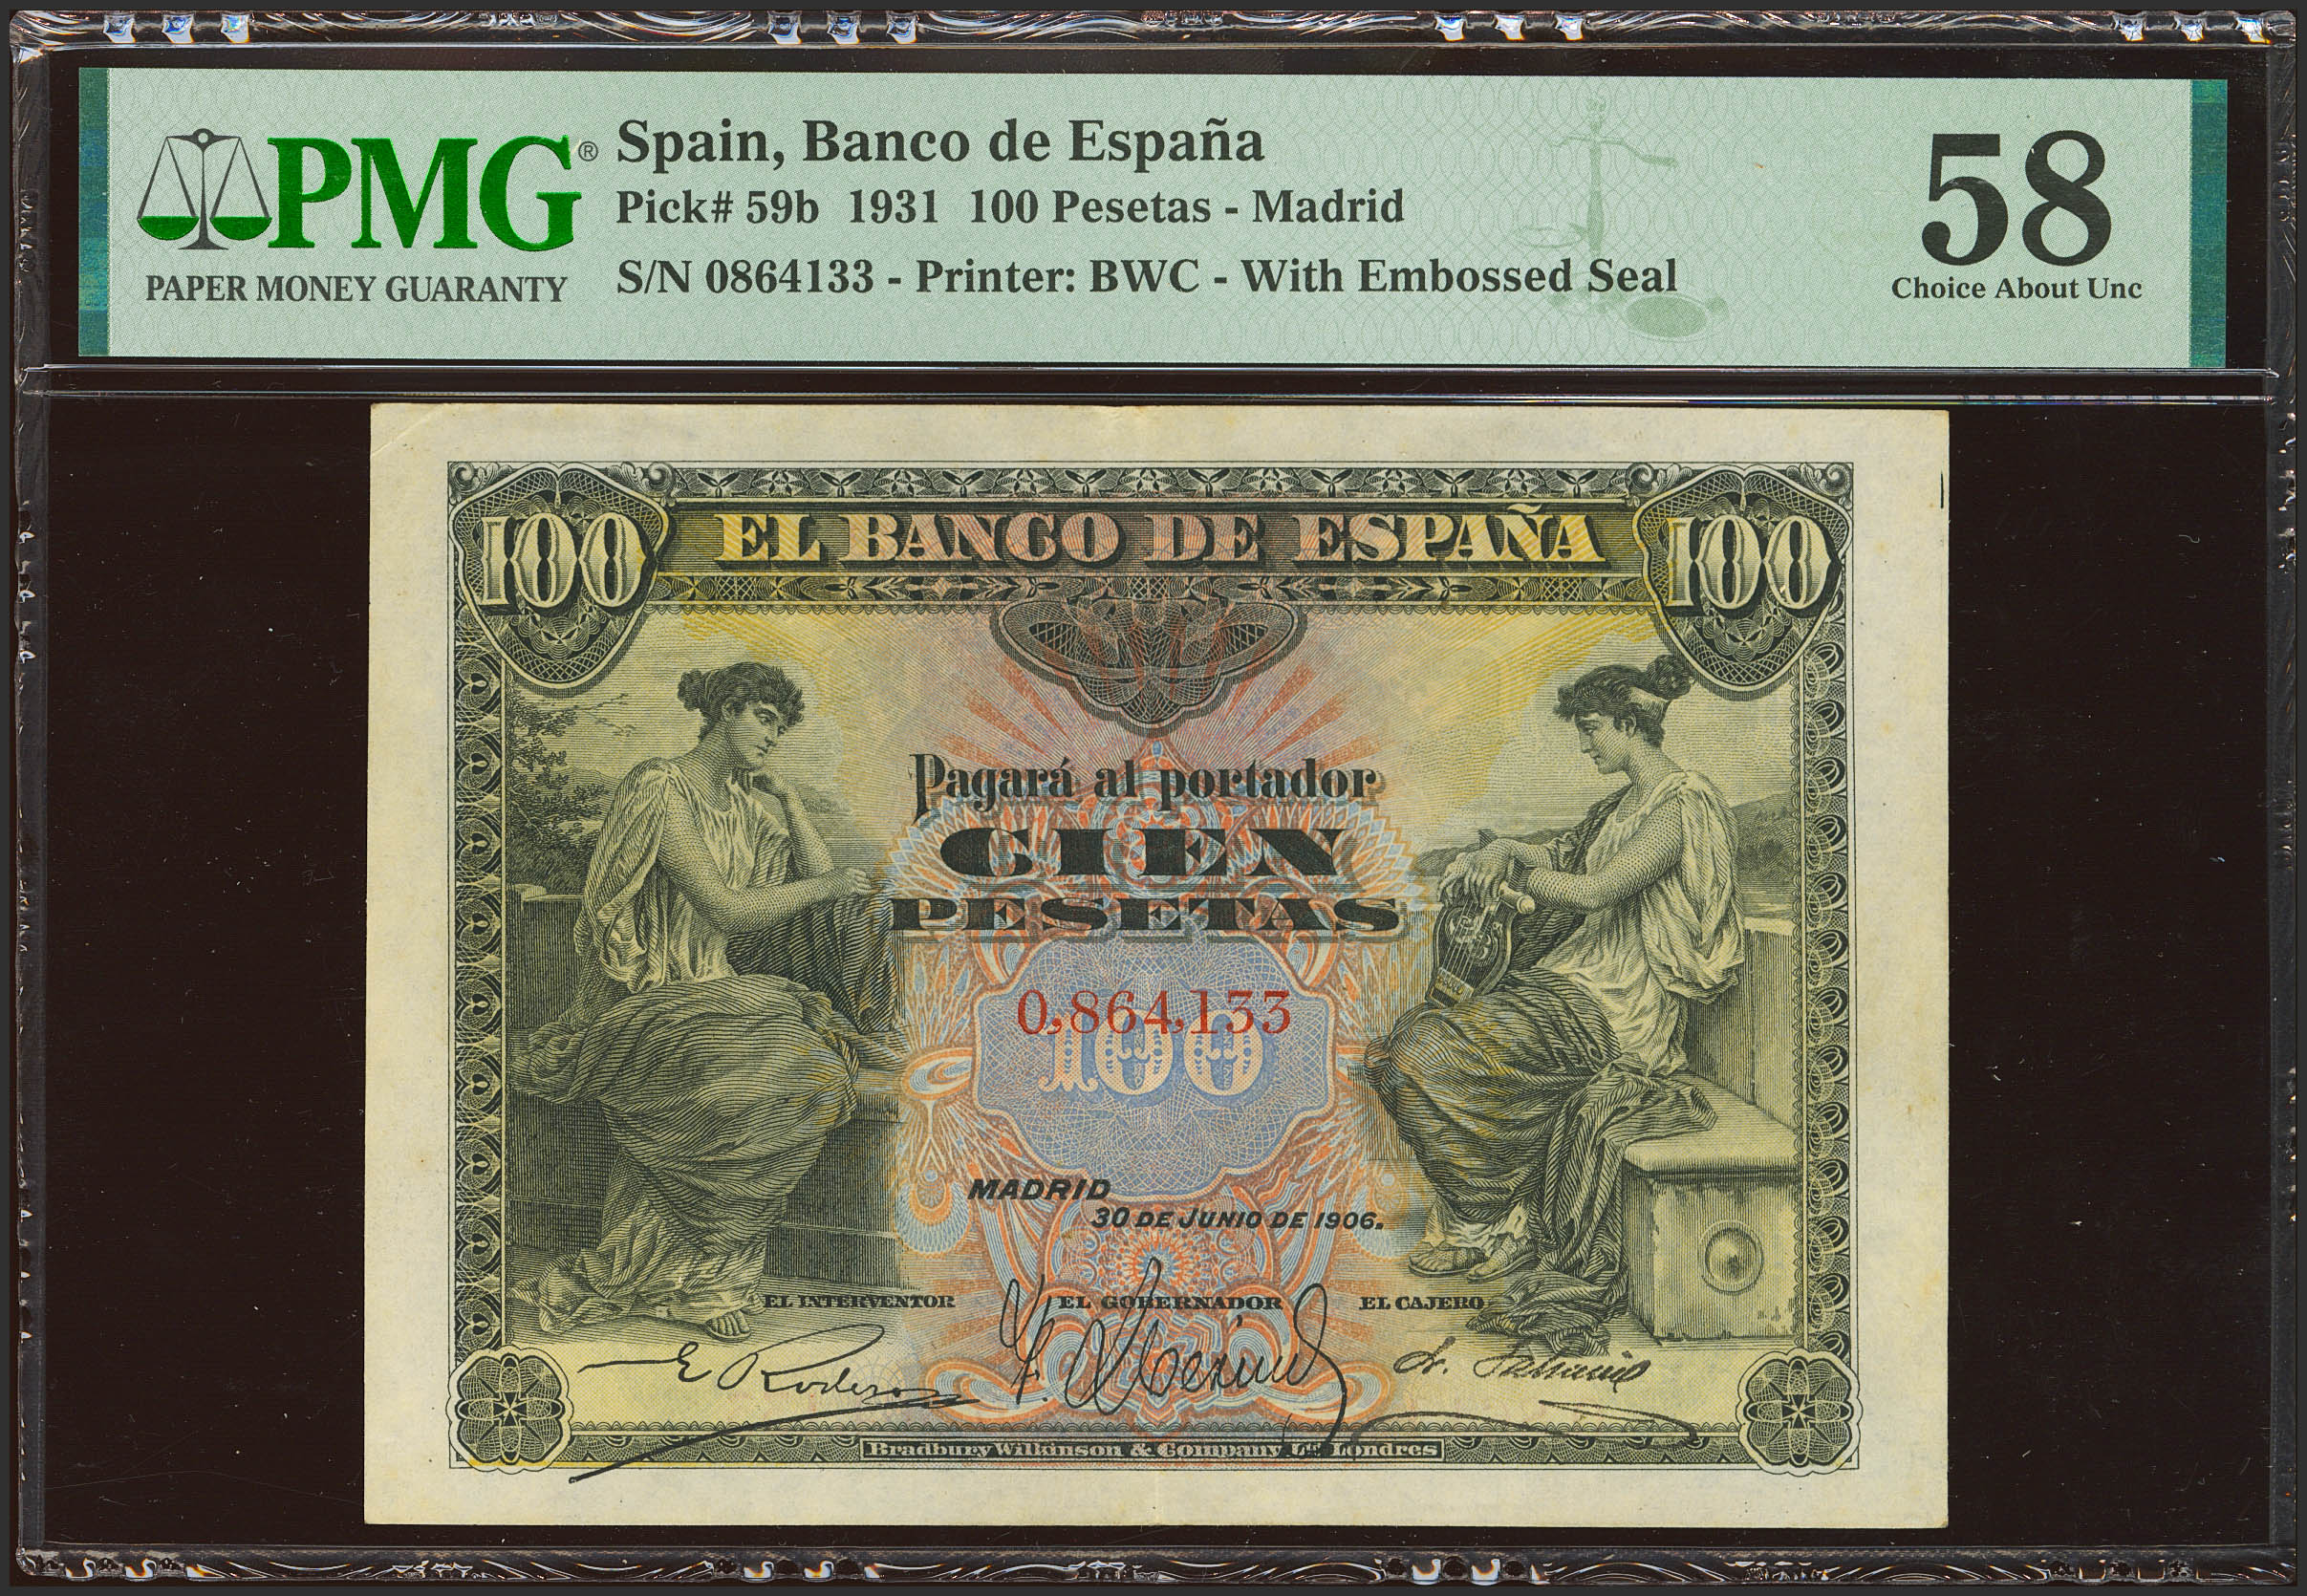 PMG®
PAPER MONEY GUARANTY
Spain, Banco de España
Pick# 59b 1931 100 Pesetas - Madrid
S/N 0864133 - Printer: BWC - With Embossed Seal
58
Choice About Unc
100
EL BANCO DE ESPAÑA
100
Pagará al portador
CIEN
PESETAS
0,864,133
100
MADRID
30 DE JUNIO DE 1906.
EL INTERVENTOR
EL GOBERNADOR
EL CAJERO
Bradbury Wilkinson & Company Ld. Londres